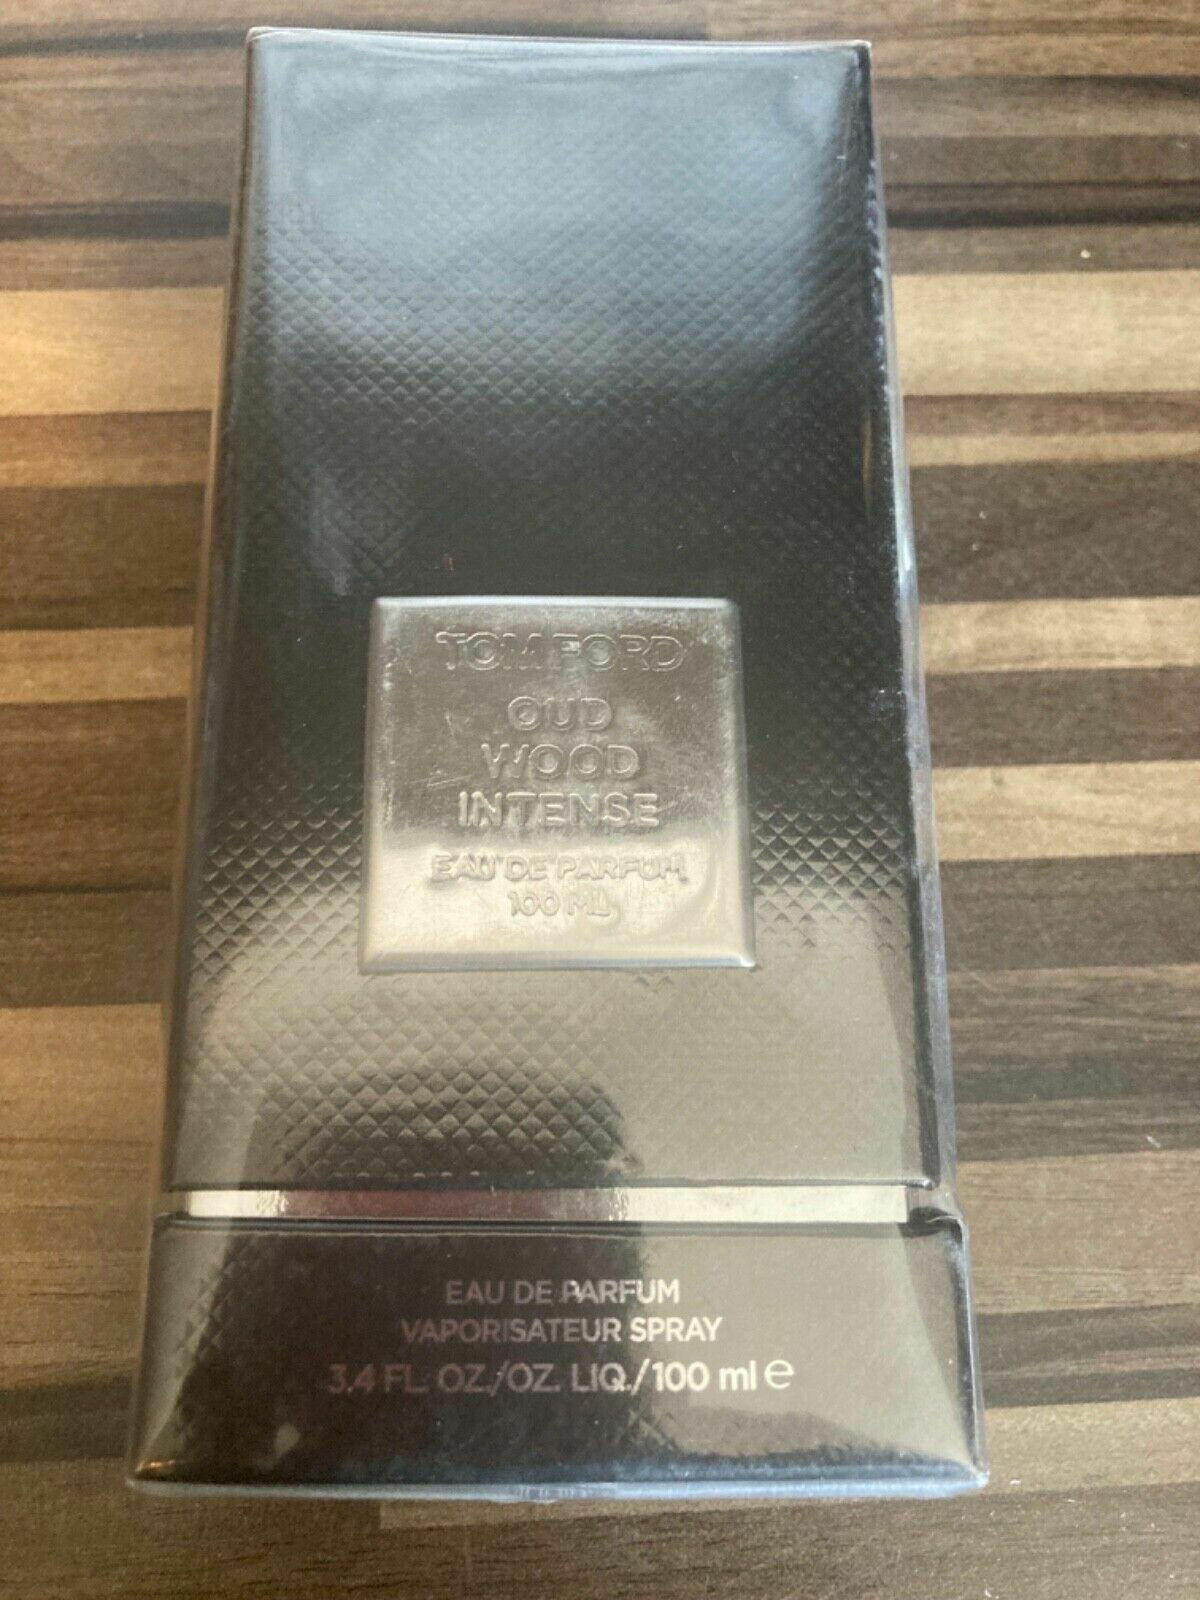 TOM FORD
OUD
WOOD
INTENSE
EAU DE PARFUM
100 ML
EAU DE PARFUM
VAPORISATEUR SPRAY
3.4 FL. OZ./OZ. LIQ./100 ml e